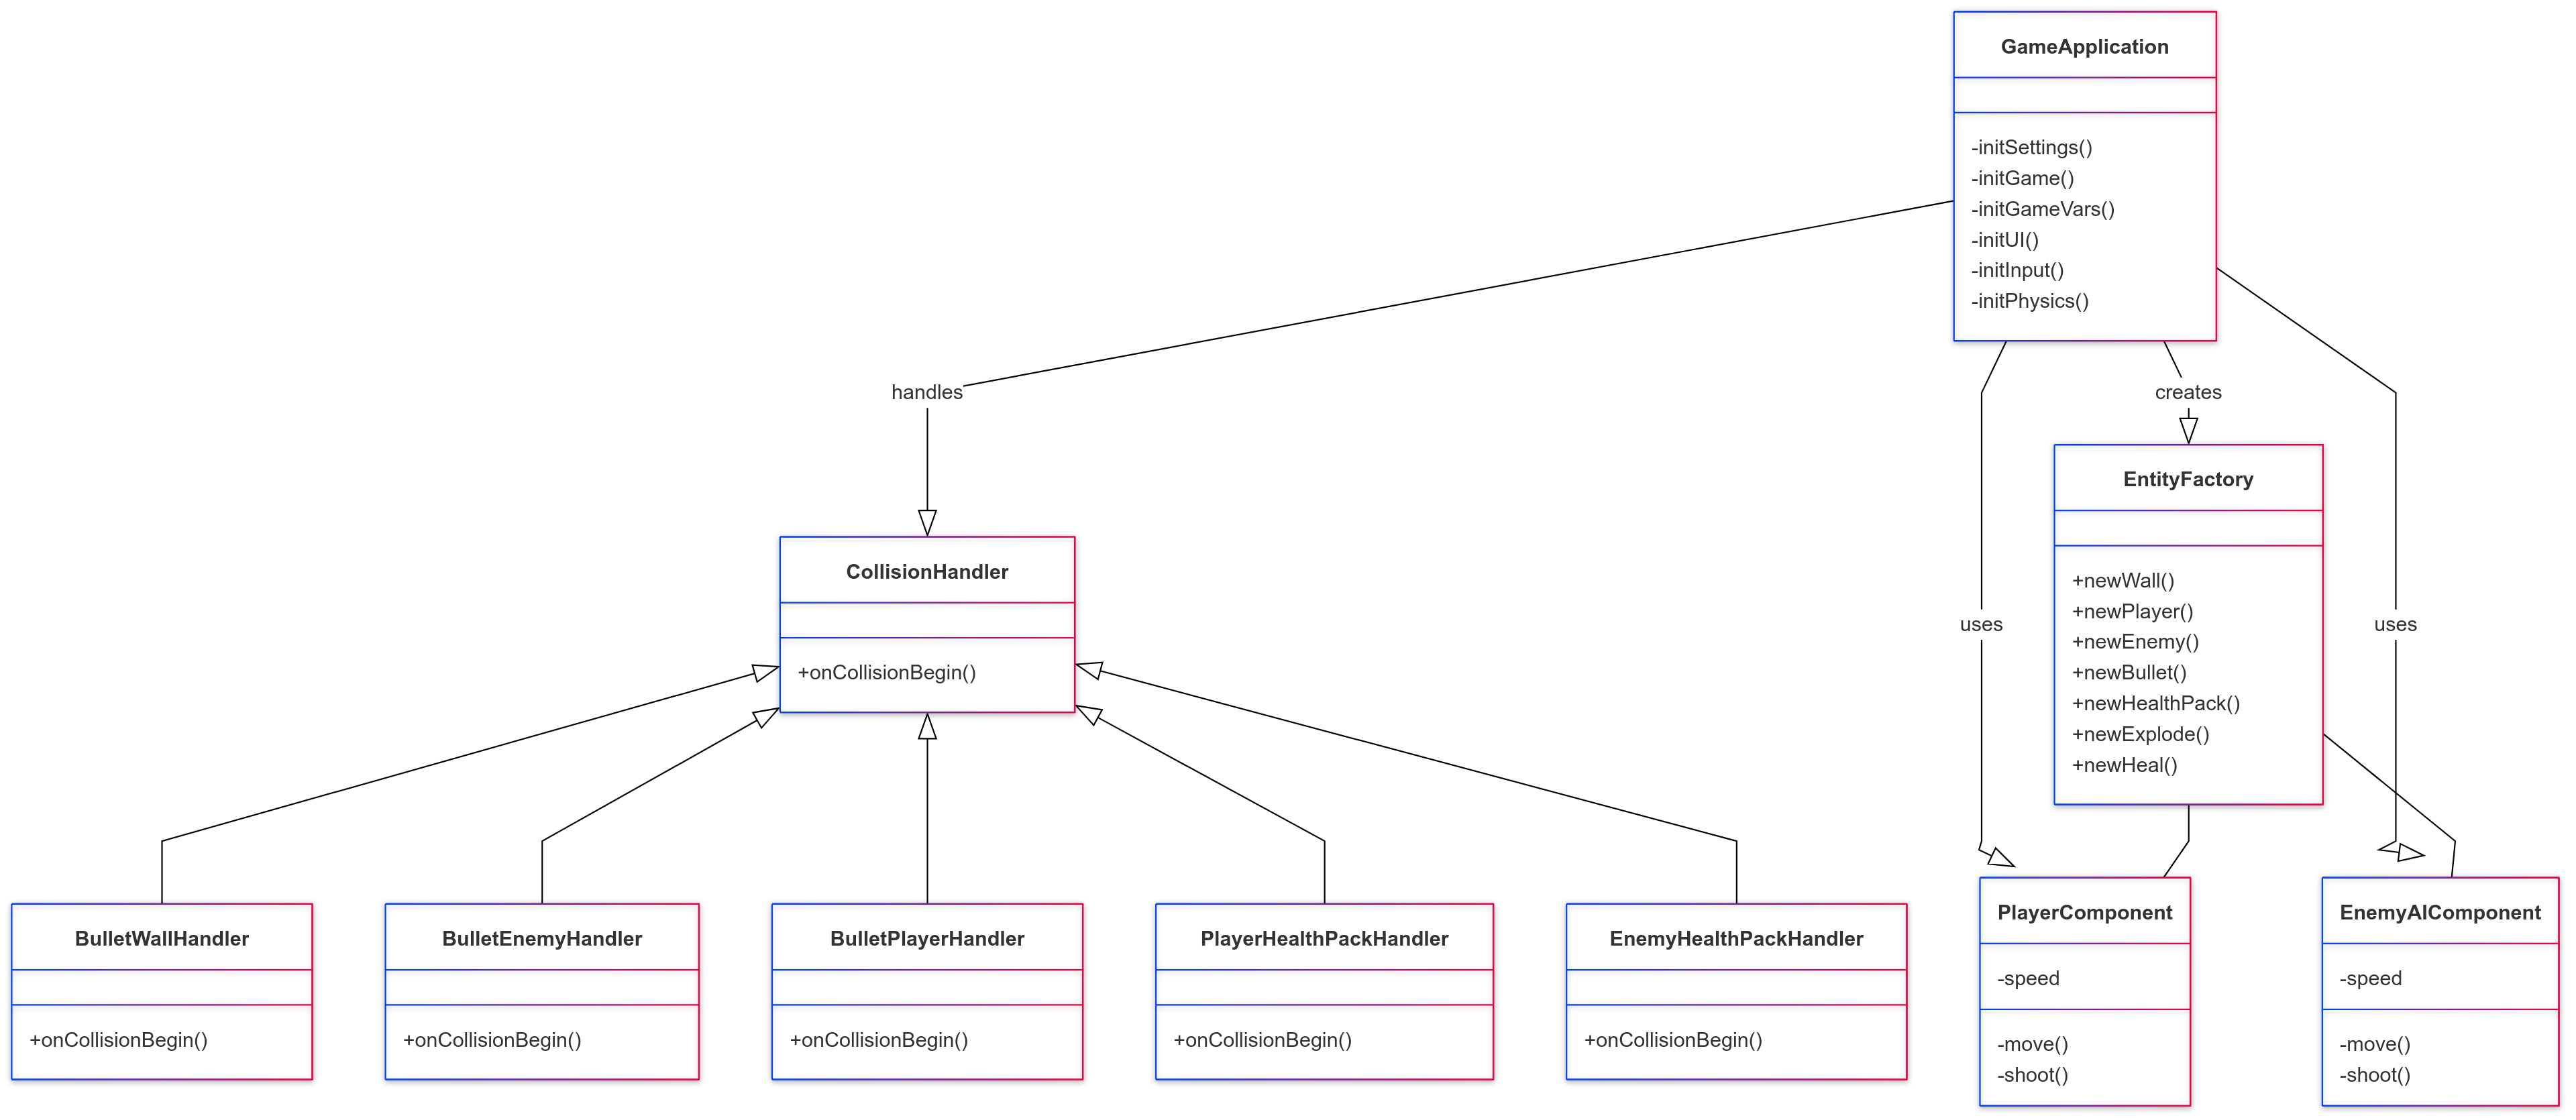 GameApplication
-initSettings()
-initGame()
-initGameVars()
-initUI()
-initInput()
-initPhysics()
handles
creates
uses
uses
EntityFactory
+newWall()
+newPlayer()
+newEnemy()
+newBullet()
+newHealthPack()
+newExplode()
+newHeal()
CollisionHandler
+onCollisionBegin()
BulletWallHandler
+onCollisionBegin()
BulletEnemyHandler
+onCollisionBegin()
BulletPlayerHandler
+onCollisionBegin()
PlayerHealthPackHandler
+onCollisionBegin()
EnemyHealthPackHandler
+onCollisionBegin()
PlayerComponent
-speed
-move()
-shoot()
EnemyAIComponent
-speed
-move()
-shoot()